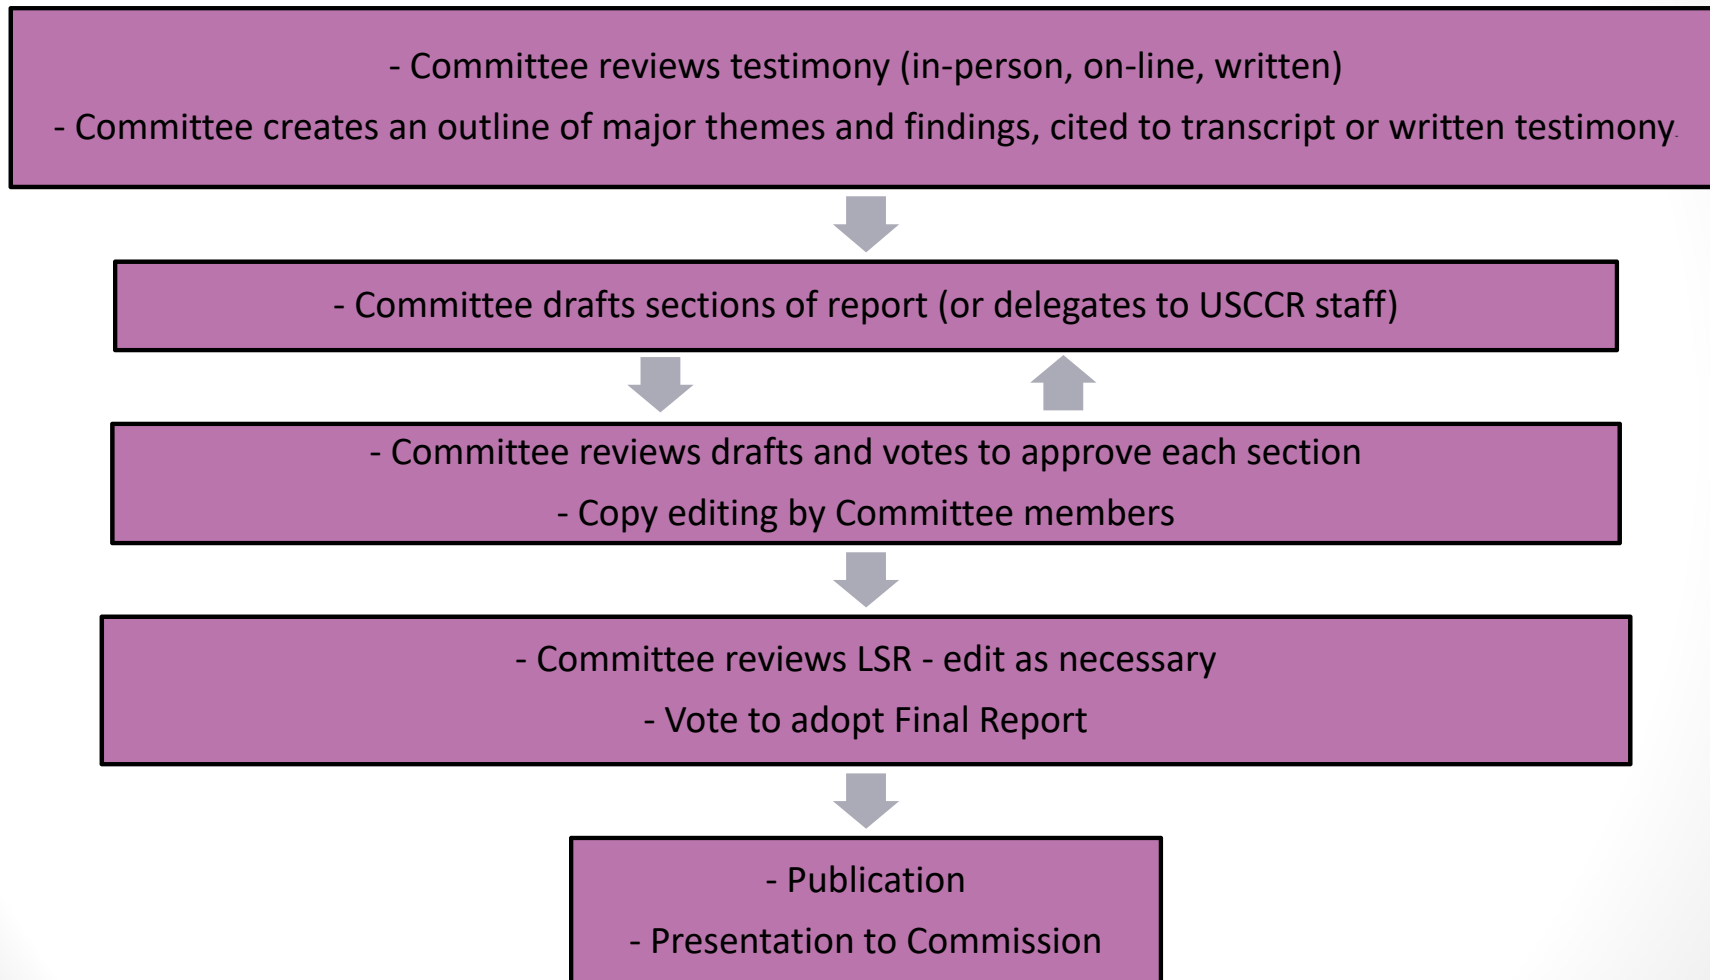 - Committee reviews testimony (in-person, on-line, written)
- Committee creates an outline of major themes and findings, cited to transcript or written testimony.
- Committee drafts sections of report (or delegates to USCCR staff)
- Committee reviews drafts and votes to approve each section
- Copy editing by Committee members
- Committee reviews LSR - edit as necessary
- Vote to adopt Final Report
- Publication
- Presentation to Commission